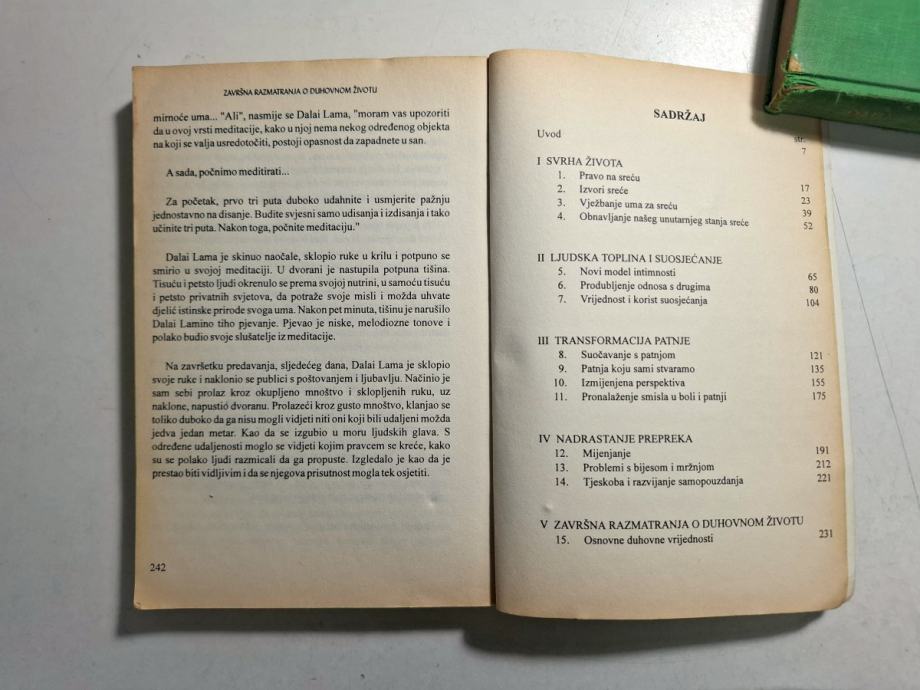 ZAVRŠNA RAZMATRANJA O DUHOVNOM ŽIVOTU
mirnoće uma... "Ali", nasmije se Dalai Lama, "moram vas upozoriti
da u ovoj vrsti meditacije, kako u njoj nema nekog određenog objekta
na koji se valja usredotočiti, postoji opasnost da zapadnete u san.
A sada, počnimo meditirati...
Za početak, prvo tri puta duboko udahnite i usmjerite pažnju
jednostavno na disanje. Budite svjesni samo udisanja i izdisanja i tako
učinite tri puta. Nakon toga, počnite meditaciju."
Dalai Lama je skinuo naočale, sklopio ruke u krilu i potpuno se
smirio u svojoj meditaciji. U dvorani je nastupila potpuna tišina.
Tisuću i petsto ljudi okrenulo se prema svojoj nutrini, u samoću tisuću
i petsto privatnih svjetova, da potraže svoje misli i možda uhvate
djelić istinske prirode svoga uma. Nakon pet minuta, tišinu je narušilo
Dalai Lamino tiho pjevanje. Pjevao je niske, melodiozne tonove i
polako budio svoje slušatelje iz meditacije.
Na završetku predavanja, sljedećeg dana, Dalai Lama je sklopio
svoje ruke i naklonio se publici s poštovanjem i ljubavlju. Načinio je
sam sebi prolaz kroz okupljeno mnoštvo i sklopljenih ruku, uz
naklone, napustio dvoranu. Prolazeći kroz gusto mnoštvo, klanjao se
toliko duboko da ga nisu mogli vidjeti niti oni koji bili udaljeni možda
jedva jedan metar. Kao da se izgubio u moru ljudskih glava. S
određene udaljenosti moglo se vidjeti kojim pravcem se kreće, kako
su se polako ljudi razmicali da ga propuste. Izgledalo je kao da je
prestao biti vidljivim i da se njegova prisutnost mogla tek osjetiti.
242
SADRŽAJ
str.
Uvod 7
I SVRHA ŽIVOTA
1. Pravo na sreću
2. Izvori sreće 17
3. Vježbanje uma za sreću 23
4. Obnavljanje našeg unutarnjeg stanja sreće 39
52
II LJUDSKA TOPLINA I SUOSJEĆANJE
5. Novi model intimnosti 65
6. Produbljenje odnosa s drugima 80
7. Vrijednost i korist suosjećanja 104
III TRANSFORMACIJA PATNJE
8. Suočavanje s patnjom 121
9. Patnja koju sami stvaramo 135
10. Izmijenjena perspektiva 155
11. Pronalaženje smisla u boli i patnji 175
IV NADRASTANJE PREPREKA
12. Mijenjanje 191
13. Problemi s bijesom i mržnjom 212
14. Tjeskoba i razvijanje samopouzdanja 221
V ZAVRŠNA RAZMATRANJA O DUHOVNOM ŽIVOTU
15. Osnovne duhovne vrijednosti 231